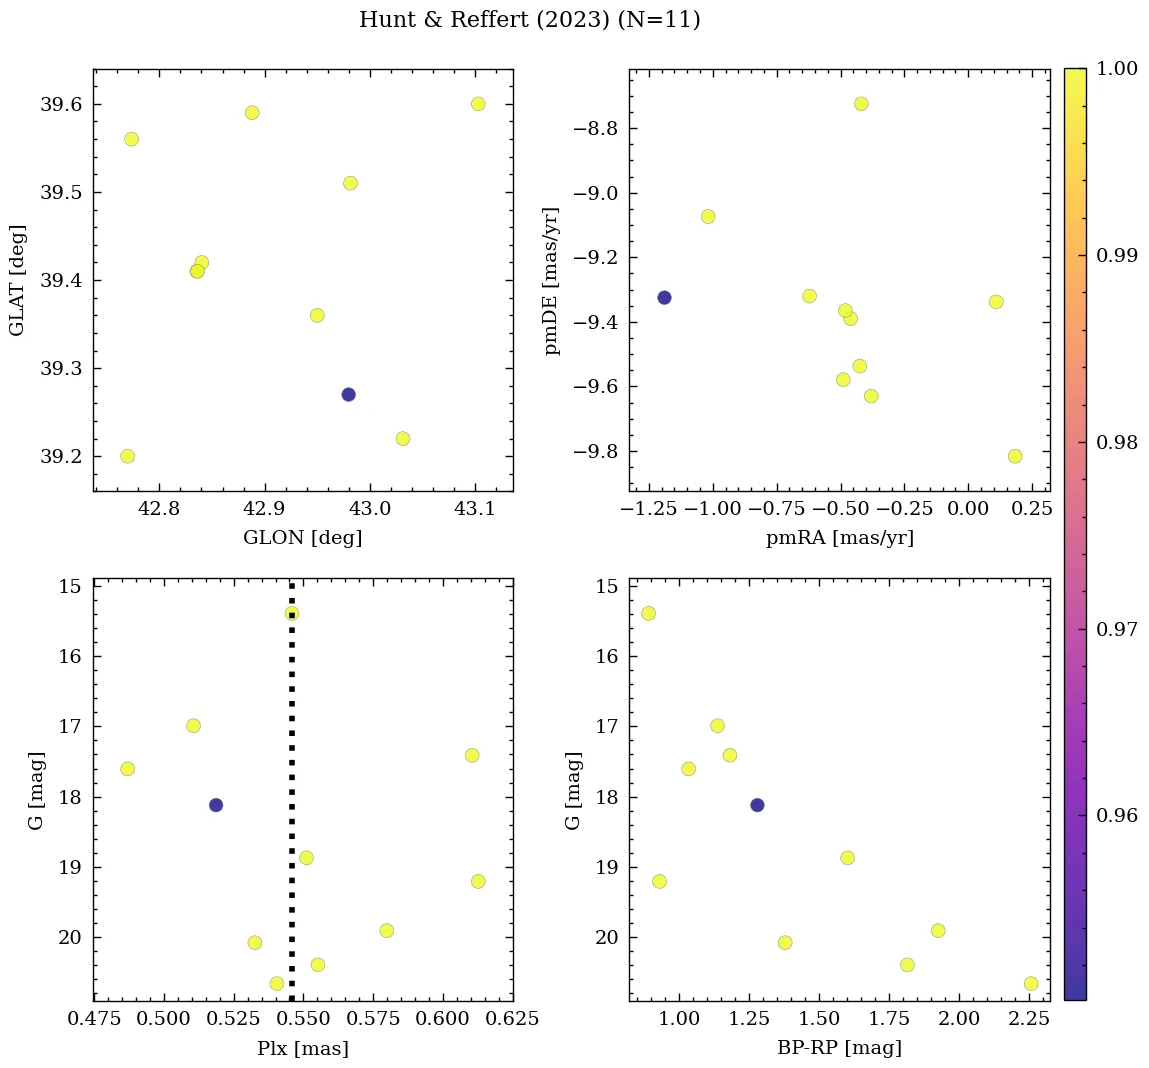 Hunt & Reffert (2023) (N=11)
39.6
39.5
39.4
39.3
39.2
GLAT [deg]
42.8 42.9 43.0 43.1
GLON [deg]
−8.8
−9.0
−9.2
−9.4
−9.6
−9.8
pmDE [mas/yr]
−1.25 −1.00 −0.75 −0.50 −0.25 0.00 0.25
pmRA [mas/yr]
15
16
17
18
19
20
G [mag]
0.475 0.500 0.525 0.550 0.575 0.600 0.625
Plx [mas]
15
16
17
18
19
20
G [mag]
1.00 1.25 1.50 1.75 2.00 2.25
BP-RP [mag]
1.00
0.99
0.98
0.97
0.96